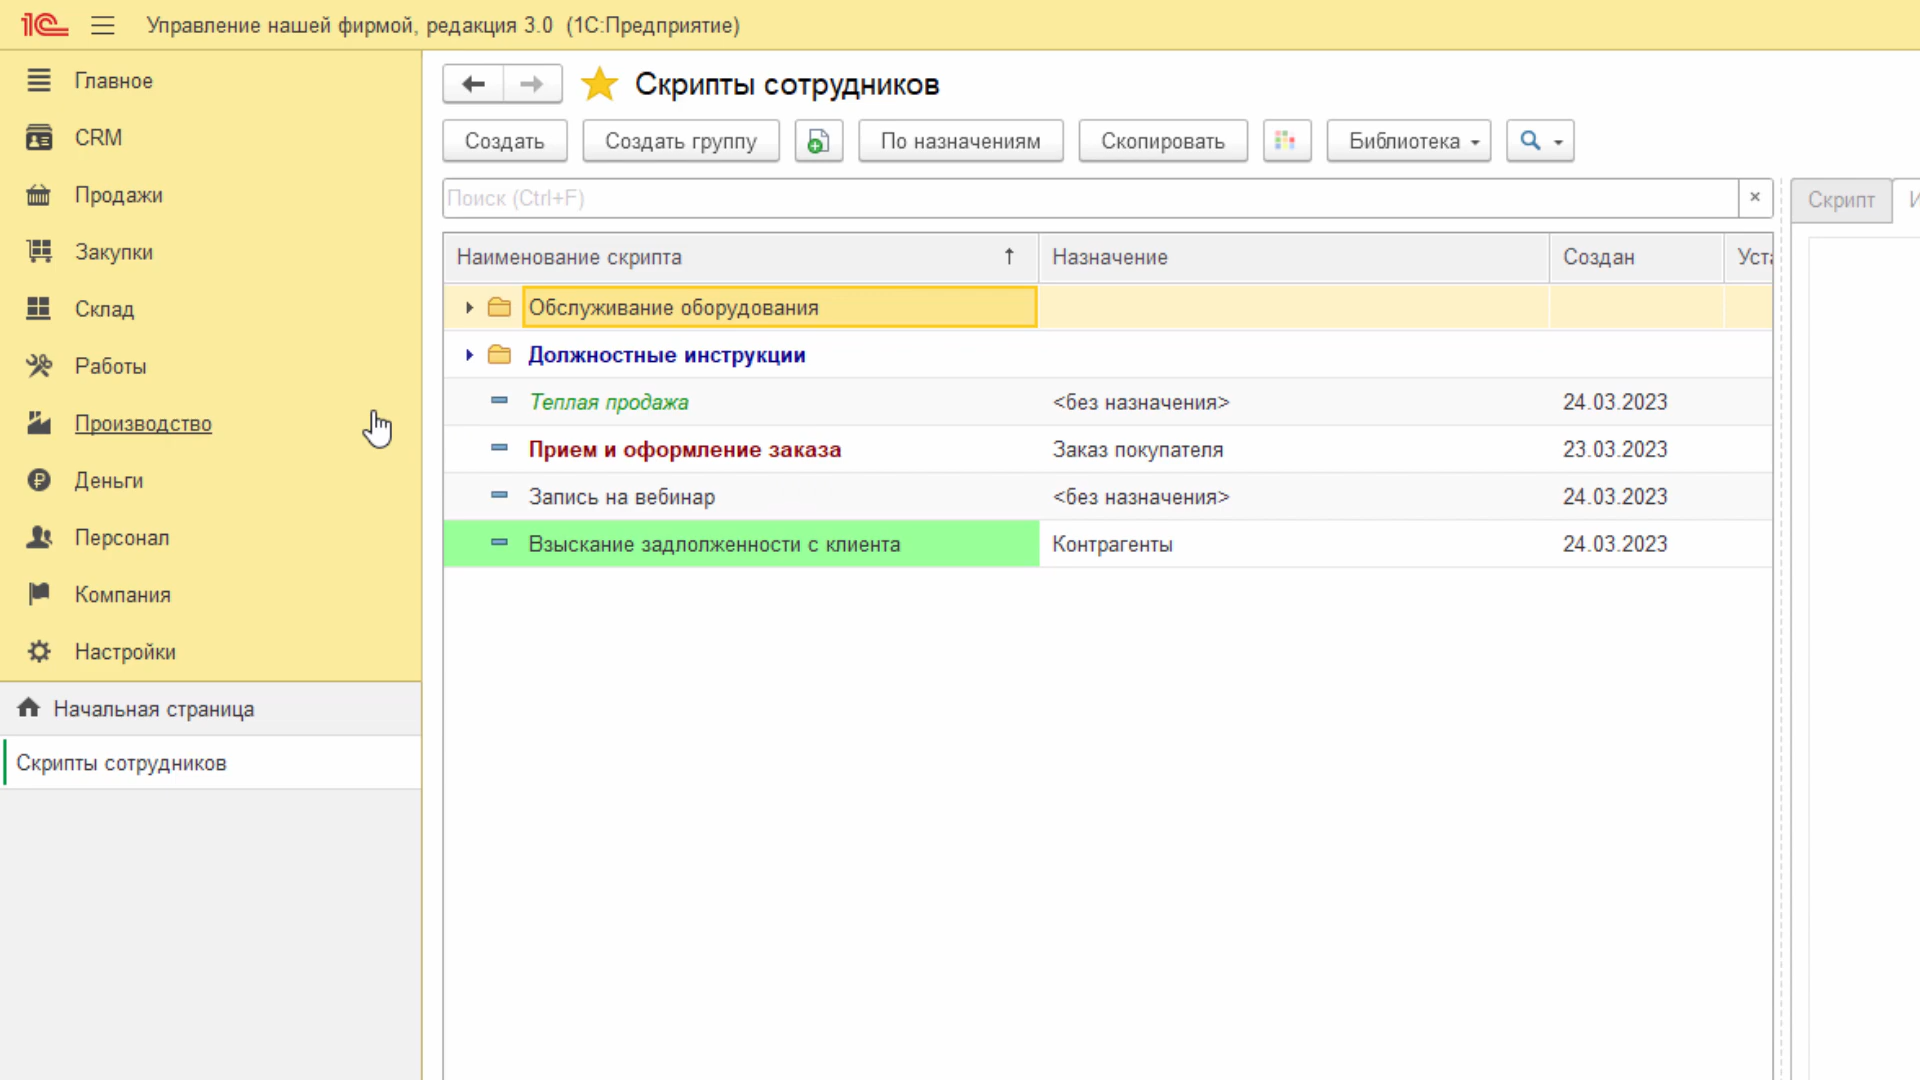 1С Управление нашей фирмой, редакция 3.0 (1С:Предприятие)
Главное
CRM
Продажи
Закупки
Склад
Работы
Производство
Деньги
Персонал
Компания
Настройки
Начальная страница
Скрипты сотрудников
Скрипты сотрудников
Создать Создать группу По назначениям Скопировать Библиотека
Поиск (Ctrl+F) ×
Скрипт
Наименование скрипта ↑ Назначение Создан
Обслуживание оборудования
Должностные инструкции
Теплая продажа <без назначения> 24.03.2023
Прием и оформление заказа Заказ покупателя 23.03.2023
Запись на вебинар <без назначения> 24.03.2023
Взыскание задлолженности с клиента Контрагенты 24.03.2023